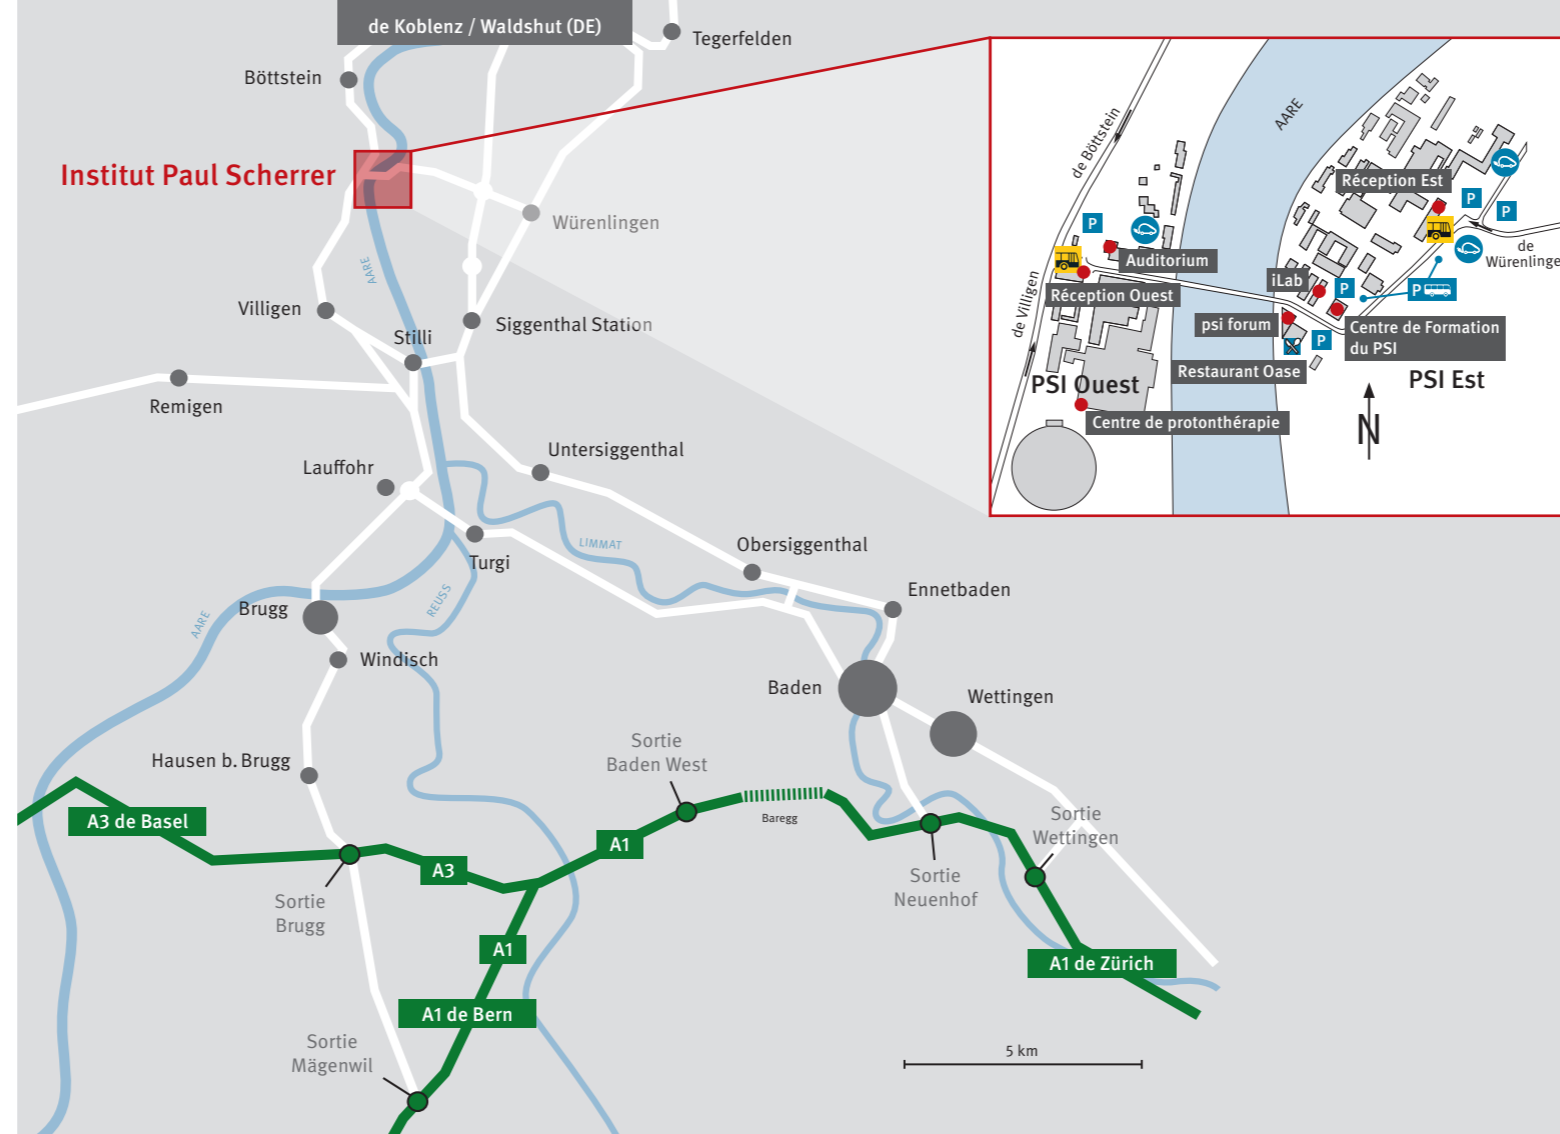 de Koblenz / Waldshut (DE)
Tegerfelden
Böttstein
Institut Paul Scherrer
Würenlingen
AARE
Villigen
Siggenthal Station
Stilli
Remigen
Lauffohr
Untersiggenthal
Turgi
LIMMAT
Obersiggenthal
Ennetbaden
REUSS
AARE
Brugg
Windisch
Baden
Wettingen
Hausen b. Brugg
Sortie
Baden West
A3 de Basel
A1
Baregg
Sortie
Wettingen
A3
Sortie
Brugg
Sortie
Neuenhof
A1
A1 de Zürich
A1 de Bern
Sortie
Mägenwil
5 km
AARE
de Böttstein
Réception Est
P
P
P
Auditorium
de
Würenlinge
de Villigen
Réception Ouest
iLab
P
P
psi forum
P
Centre de Formation
du PSI
Restaurant Oase
PSI Ouest
PSI Est
Centre de protonthérapie
N